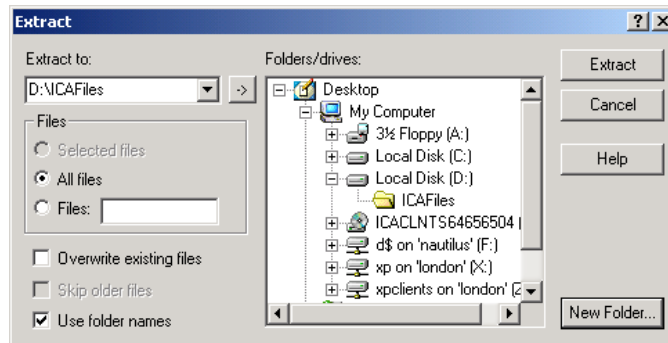 Extract
Extract to:
D:\ICAFiles
->
Files
Selected files
All files
Files:
Overwrite existing files
Skip older files
Use folder names
Folders/drives:
Desktop
My Computer
3½ Floppy (A:)
Local Disk (C:)
Local Disk (D:)
ICAFiles
ICACLNTS64656504 (
d$ on 'nautilus' (F:)
xp on 'london' (X:)
xpclients on 'london' (Z
Extract
Cancel
Help
New Folder...